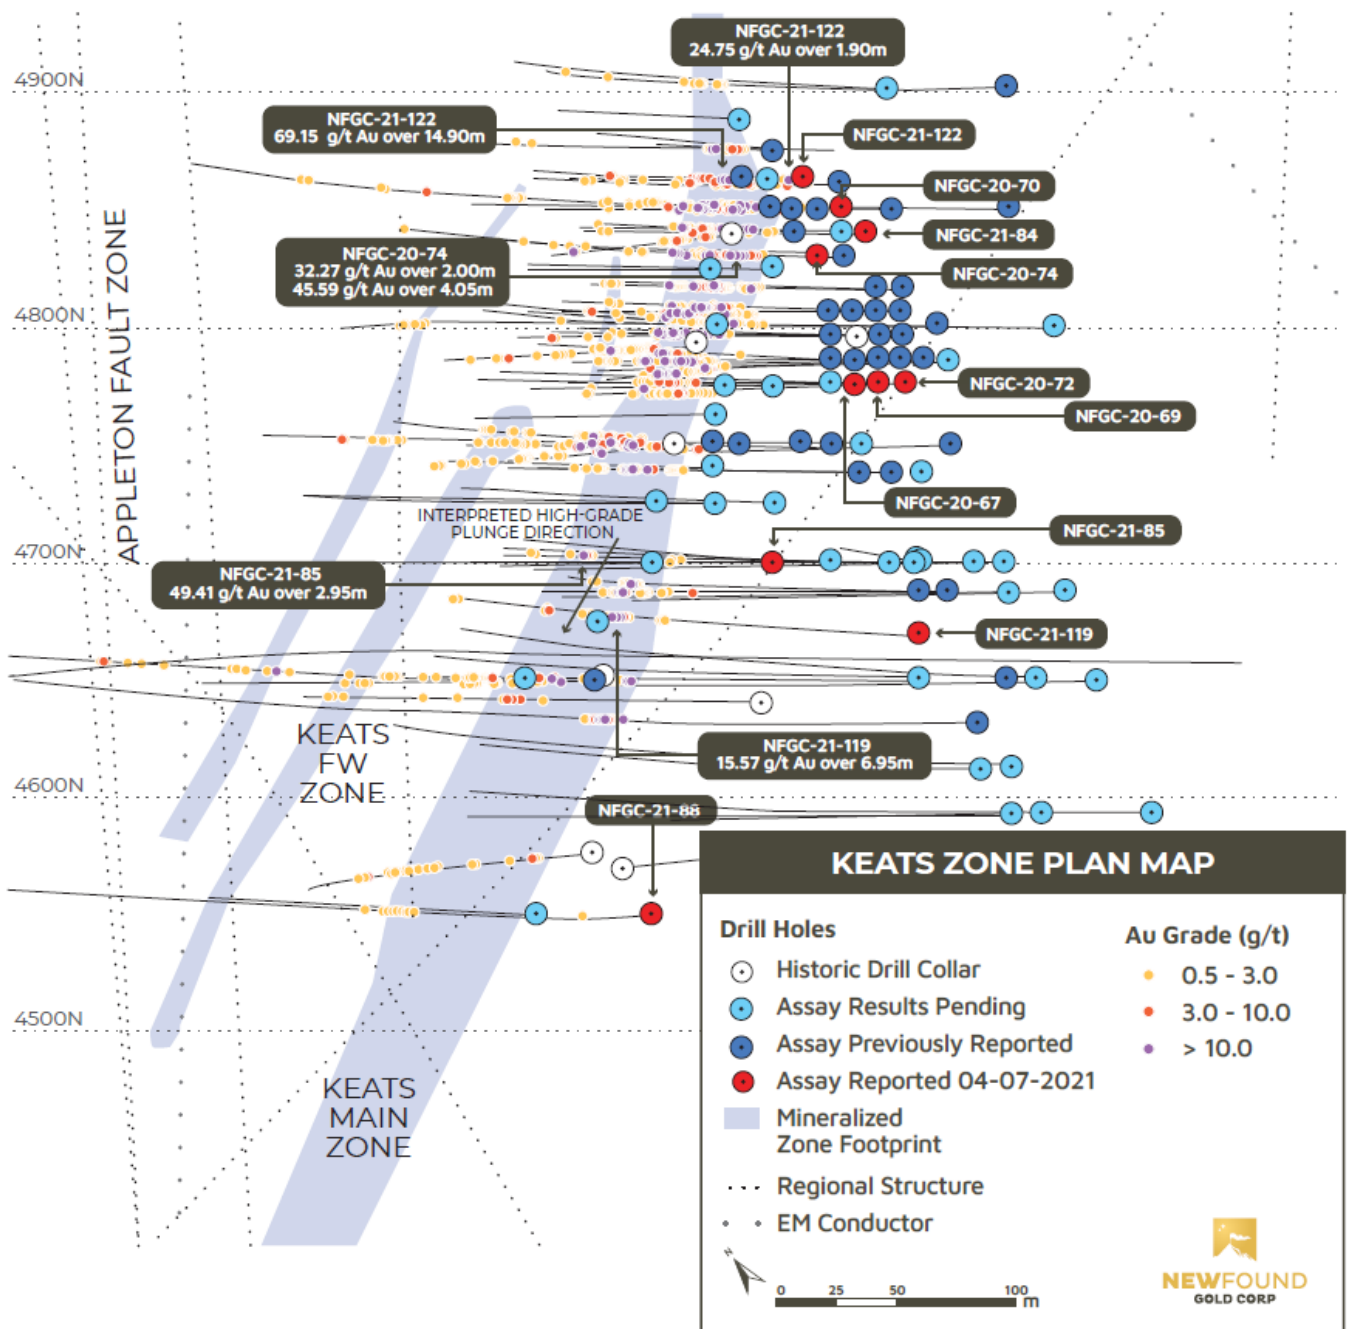 NFGC-21-122
24.75 g/t Au over 1.90m
4900N
NFGC-21-122
69.15 g/t Au over 14.90m
NFGC-21-122
NFGC-20-70
APPLETON FAULT ZONE
NFGC-21-84
NFGC-20-74
32.27 g/t Au over 2.00m
45.59 g/t Au over 4.05m
NFGC-20-74
4800N
NFGC-20-72
NFGC-20-69
NFGC-20-67
INTERPRETED HIGH-GRADE
PLUNGE DIRECTION
NFGC-21-85
4700N
NFGC-21-85
49.41 g/t Au over 2.95m
NFGC-21-119
KEATS
FW
ZONE
NFGC-21-119
15.57 g/t Au over 6.95m
4600N
NFGC-21-88
KEATS ZONE PLAN MAP
Drill Holes
Historic Drill Collar
Assay Results Pending
Assay Previously Reported
Assay Reported 04-07-2021
Mineralized
Zone Footprint
Regional Structure
EM Conductor
Au Grade (g/t)
0.5 - 3.0
3.0 - 10.0
> 10.0
4500N
KEATS
MAIN
ZONE
N
0 25 50 100
m
NEWFOUND
GOLD CORP